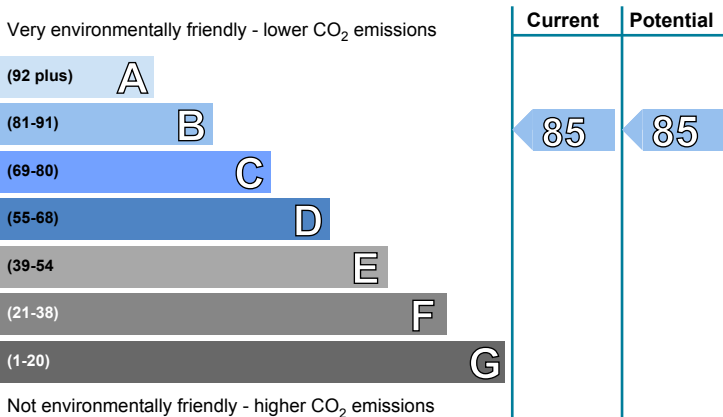 Current Potential
Very environmentally friendly - lower CO2 emissions
(92 plus) A
(81-91) B 85 85
(69-80) C
(55-68) D
(39-54 E
(21-38) F
(1-20) G
Not environmentally friendly - higher CO2 emissions